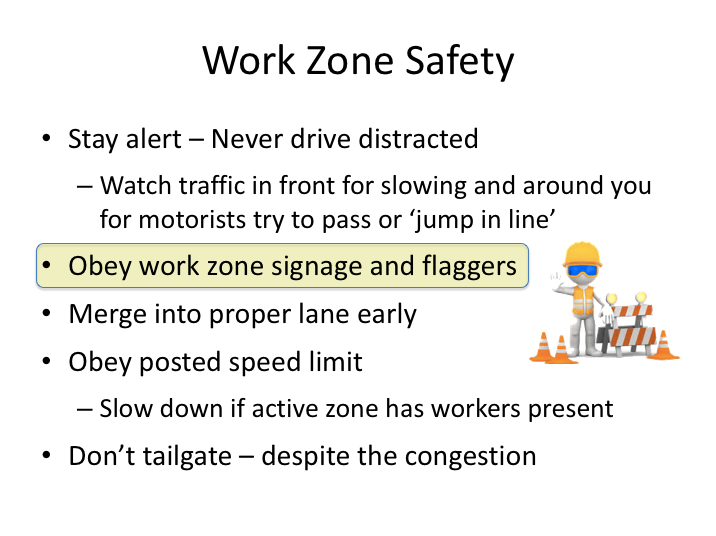 Work Zone Safety
• Stay alert – Never drive distracted
– Watch traffic in front for slowing and around you
for motorists try to pass or ‘jump in line’
• Obey work zone signage and flaggers
• Merge into proper lane early
• Obey posted speed limit
– Slow down if active zone has workers present
• Don’t tailgate – despite the congestion